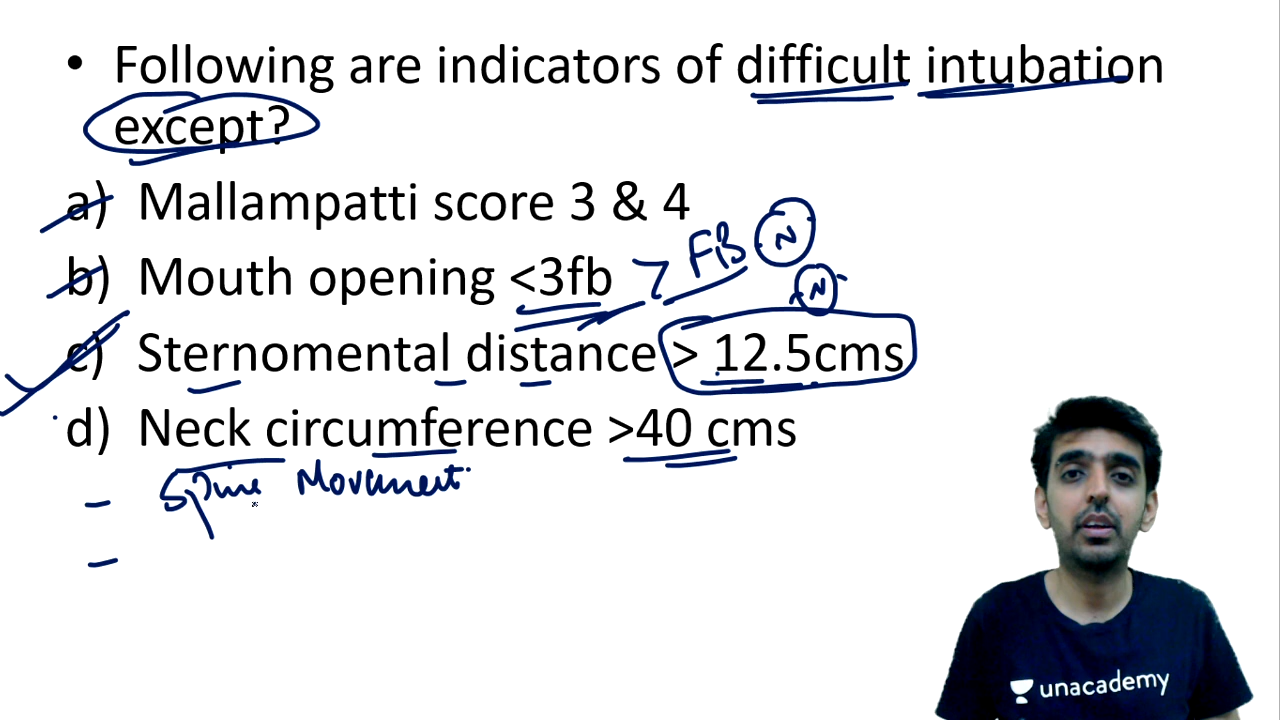 • Following are indicators of difficult intubation
except?
a) Mallampatti score 3 & 4
b) Mouth opening <3fb > FB N
N
c) Sternomental distance > 12.5cms
d) Neck circumference >40 cms
– Spine Movement
–
unacademy